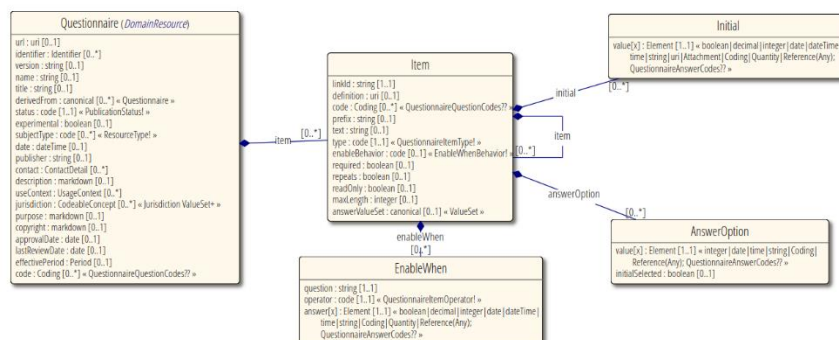 Questionnaire (DomainResource)
url : uri [0..1]
identifier : Identifier [0..*]
version : string [0..1]
name : string [0..1]
title : string [0..1]
derivedFrom : canonical [0..*] « Questionnaire »
status : code [1..1] « PublicationStatus! »
experimental : boolean [0..1]
subjectType : code [0..*] « ResourceType! »
date : dateTime [0..1]
publisher : string [0..1]
contact : ContactDetail [0..*]
description : markdown [0..1]
useContext : UsageContext [0..*]
jurisdiction : CodeableConcept [0..*] « Jurisdiction ValueSet+ »
purpose : markdown [0..1]
copyright : markdown [0..1]
approvalDate : date [0..1]
lastReviewDate : date [0..1]
effectivePeriod : Period [0..1]
code : Coding [0..*] « QuestionnaireQuestionCodes?? »
item
[0..*]
Item
linkId : string [1..1]
definition : uri [0..1]
code : Coding [0..*] « QuestionnaireQuestionCodes?? »
prefix : string [0..1]
text : string [0..1]
type : code [1..1] « QuestionnaireItemType! »
enableBehavior : code [0..1] « EnableWhenBehavior! »
required : boolean [0..1]
repeats : boolean [0..1]
readOnly : boolean [0..1]
maxLength : integer [0..1]
answerValueSet : canonical [0..1] « ValueSet »
initial
[0..*]
item
[0..*]
answerOption
[0..*]
enableWhen
[0..*]
Initial
value[x] : Element [1..1] « boolean|decimal|integer|date|dateTime|
time|string|uri|Attachment|Coding|Quantity|Reference(Any);
QuestionnaireAnswerCodes?? »
AnswerOption
value[x] : Element [1..1] « integer|date|time|string|Coding|
Reference(Any); QuestionnaireAnswerCodes?? »
initialSelected : boolean [0..1]
EnableWhen
question : string [1..1]
operator : code [1..1] « QuestionnaireItemOperator! »
answer[x] : Element [1..1] « boolean|decimal|integer|date|dateTime|
time|string|Coding|Quantity|Reference(Any);
QuestionnaireAnswerCodes?? »